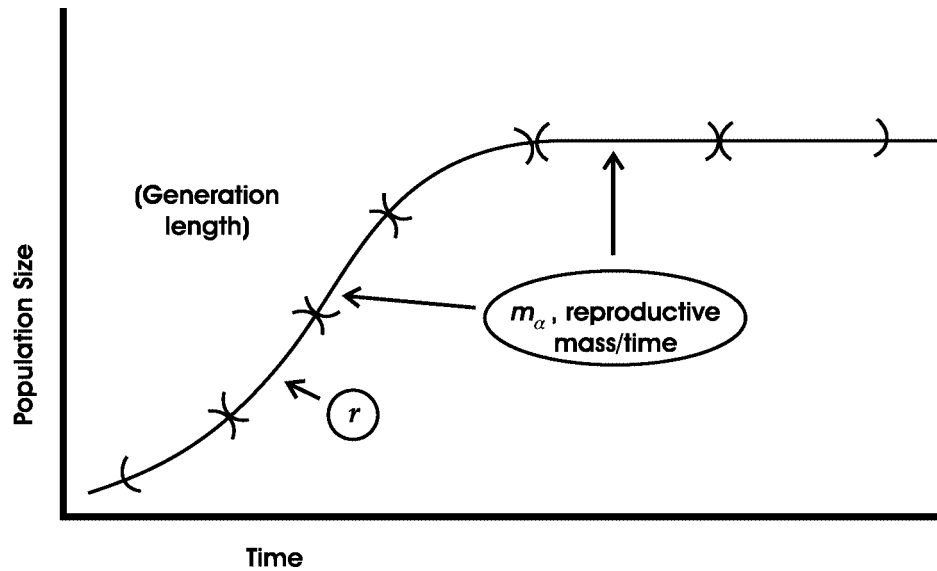 (Generation
length)
m_α, reproductive
mass/time
r
Population Size
Time